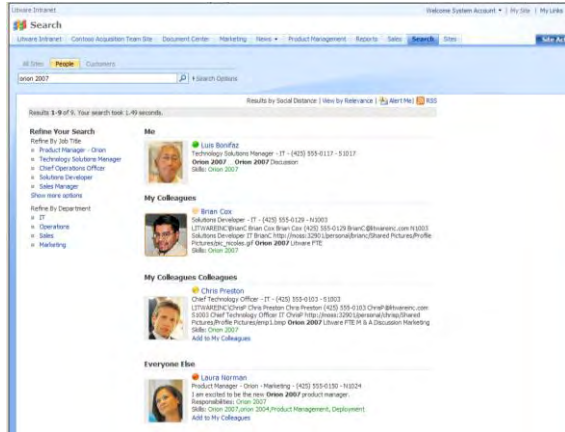 Litware Intranet
Welcome System Account | My Site | My Links
Search
Litware Intranet Contoso Acquisition Team Site Document Center Marketing News Product Management Reports Sales Search Sites
Site Act
All Sites People Customers
orion 2007
Search Options
Results by Social Distance | View by Relevance | Alert Me | RSS
Results 1-9 of 9. Your search took 1.49 seconds.
Refine Your Search
Refine By Job Title
Product Manager - Orion
Technology Solutions Manager
Chief Operations Officer
Solutions Developer
Sales Manager
Show more options
Refine By Department
IT
Operations
Sales
Marketing
Me
Luis Bonifaz
Technology Solutions Manager - IT - (425) 555-0117 - S1017
Orion 2007 Orion 2007 Discussion
Skills: Orion 2007
My Colleagues
Brian Cox
Solutions Developer - IT - (425) 555-0129 - N1003
LITWAREINC\BrianC Brian Cox Brian Cox (425) 555-0129 BrianC@litwareinc.com N1003
Solutions Developer IT BrianC http://moss:32901/personal/brianc/Shared Pictures/Profile
Pictures/pic_nicolas.gif Orion 2007 Litware FTE
Skills: Orion 2007
My Colleagues Colleagues
Chris Preston
Chief Technology Officer - IT - (425) 555-0103 - S1003
LITWAREINC\ChrisP Chris Preston Chris Preston (425) 555-0103 ChrisP@litwareinc.com
S1003 Chief Technology Officer IT ChrisP http://moss:32901/personal/chrisp/Shared
Pictures/Profile Pictures/emp1.bmp Orion 2007 Litware FTE M & A Discussion Marketing
Skills: Orion 2007
Add to My Colleagues
Everyone Else
Laura Norman
Product Manager - Orion - Marketing - (425) 555-0150 - N1024
I am excited to be the new Orion 2007 product manager.
Responsibilities: Orion 2007
Skills: Orion 2007,orion 2004,Product Management, Deployment
Add to My Colleagues